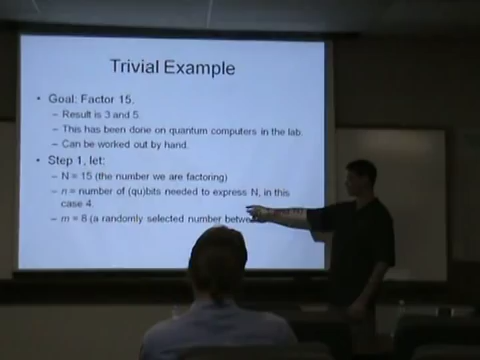 Trivial Example
• Goal: Factor 15.
– Result is 3 and 5.
– This has been done on quantum computers in the lab.
– Can be worked out by hand.
• Step 1, let:
– N = 15 (the number we are factoring)
– n = number of (qu)bits needed to express N, in this
case 4.
– m = 8 (a randomly selected number betwe